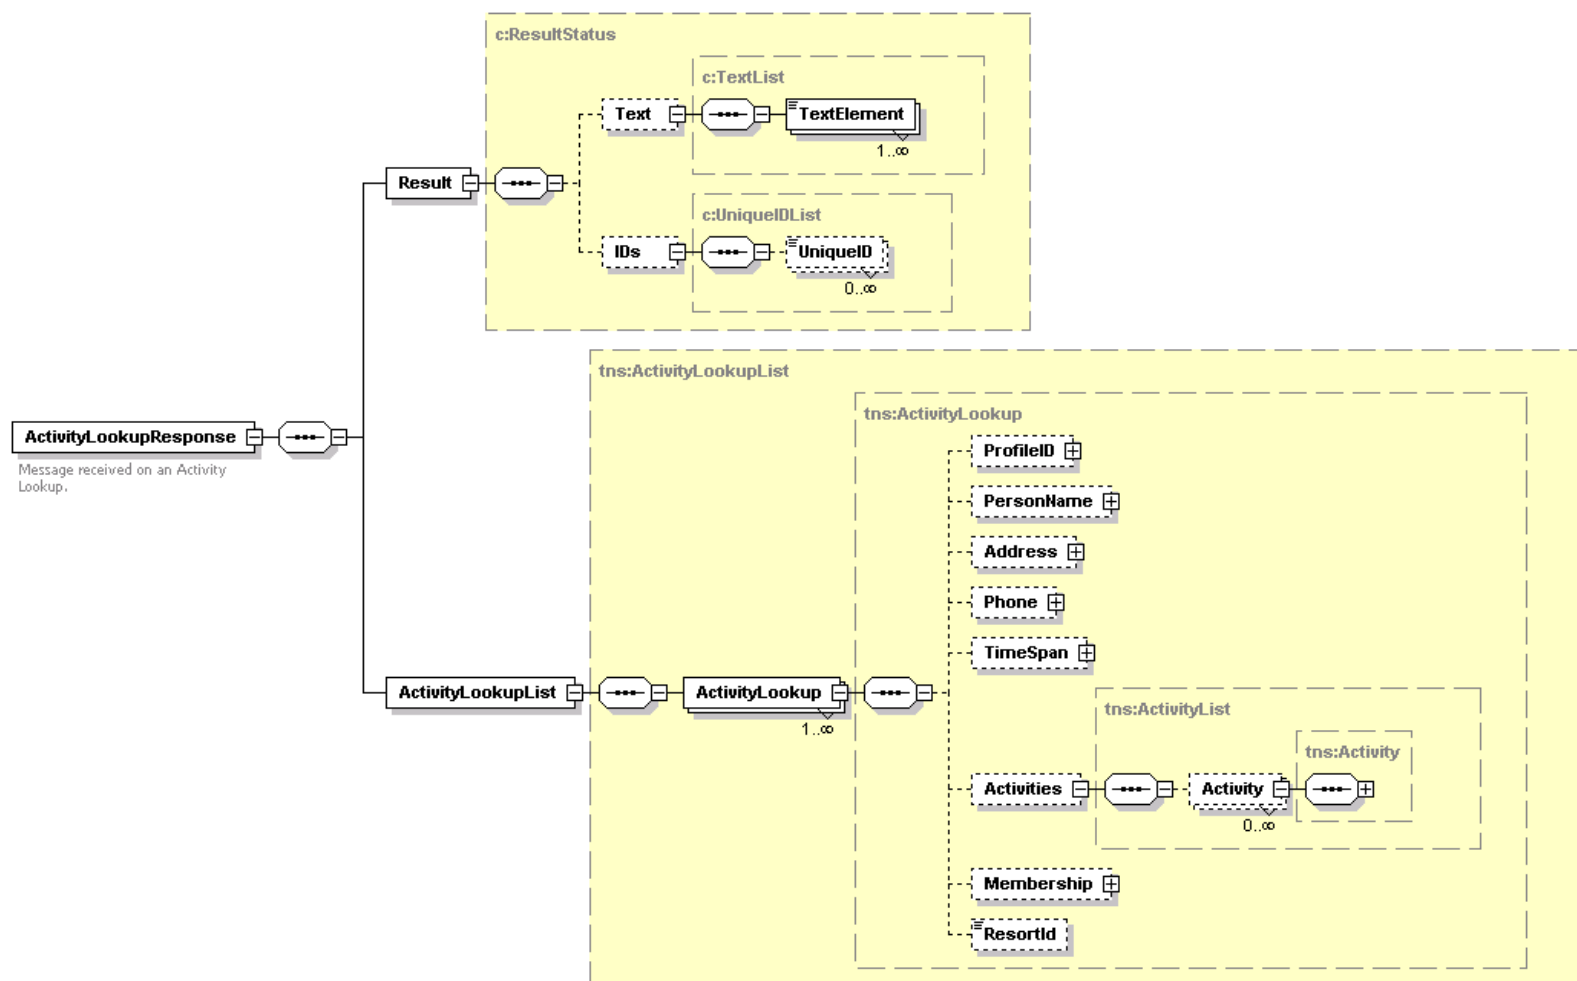 c:ResultStatus
c:TextList
Text
TextElement
1..∞
Result
c:UniqueIDList
IDs
UniqueID
0..∞
tns:ActivityLookupList
tns:ActivityLookup
ActivityLookupResponse
Message received on an Activity
Lookup.
ProfileID
PersonName
Address
Phone
TimeSpan
ActivityLookupList
ActivityLookup
1..∞
tns:ActivityList
tns:Activity
Activities
Activity
0..∞
Membership
ResortId